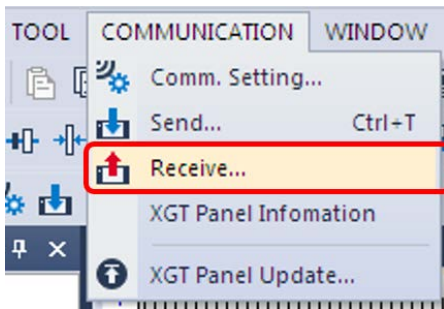 TOOL COMMUNICATION WINDOW
Comm. Setting...
Send... Ctrl+T
Receive...
XGT Panel Infomation
XGT Panel Update...